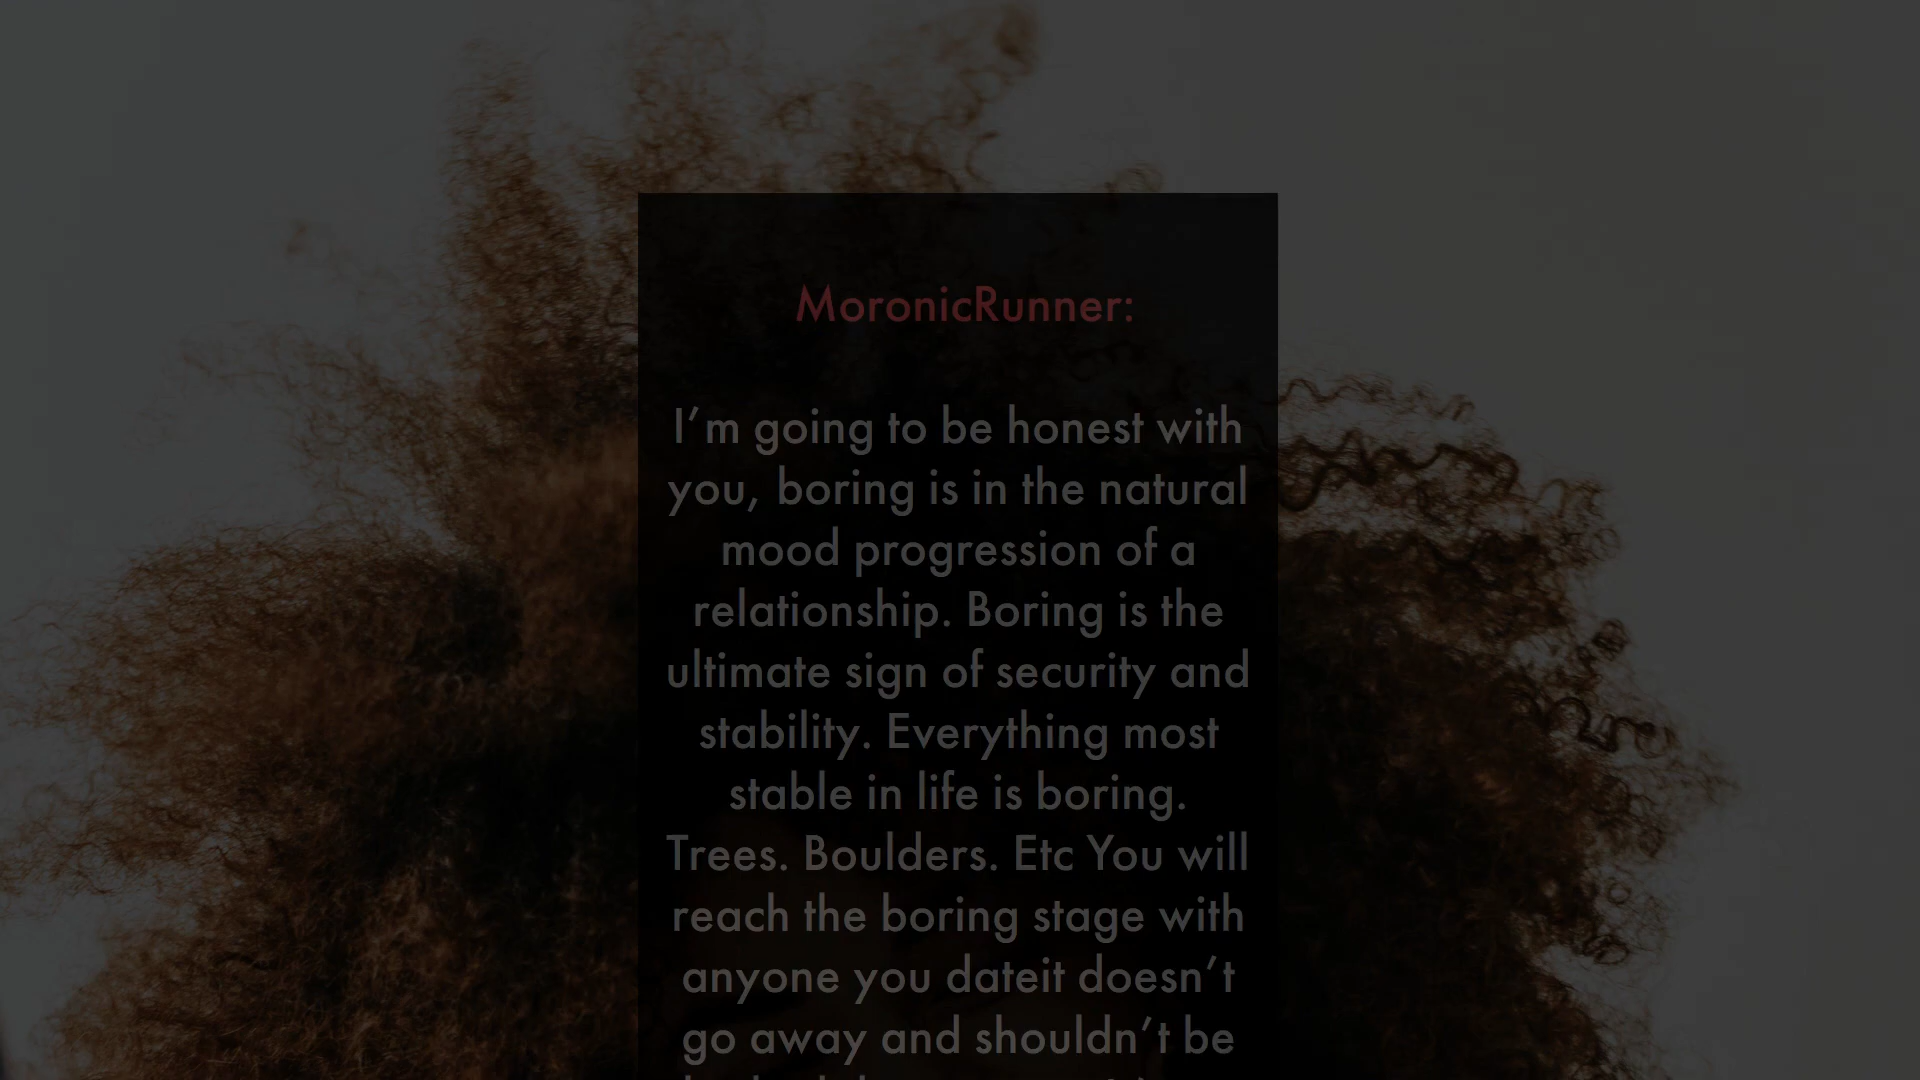 MoronicRunner:
I’m going to be honest with
you, boring is in the natural
mood progression of a
relationship. Boring is the
ultimate sign of security and
stability. Everything most
stable in life is boring.
Trees. Boulders. Etc You will
reach the boring stage with
anyone you dateit doesn’t
go away and shouldn’t be